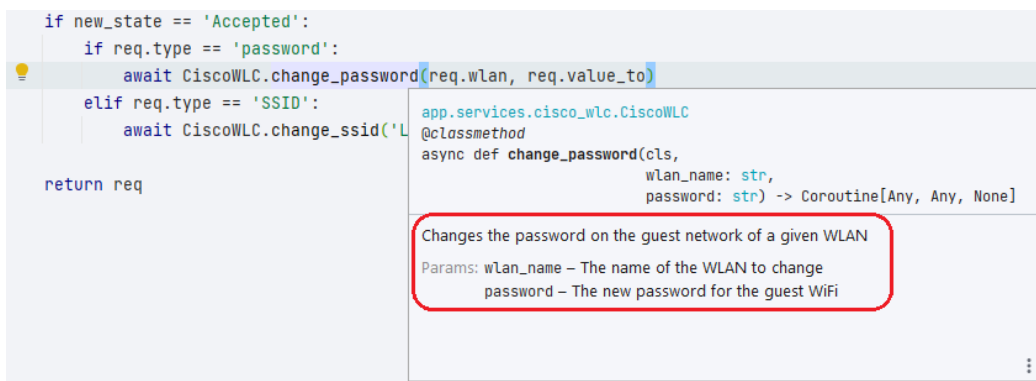 if new_state == 'Accepted':
if req.type == 'password':
await CiscoWLC.change_password(req.wlan, req.value_to)
elif req.type == 'SSID':
await CiscoWLC.change_ssid('L
return req
app.services.cisco_wlc.CiscoWLC
@classmethod
async def change_password(cls,
wlan_name: str,
password: str) -> Coroutine[Any, Any, None]
Changes the password on the guest network of a given WLAN
Params: wlan_name – The name of the WLAN to change
password – The new password for the guest WiFi